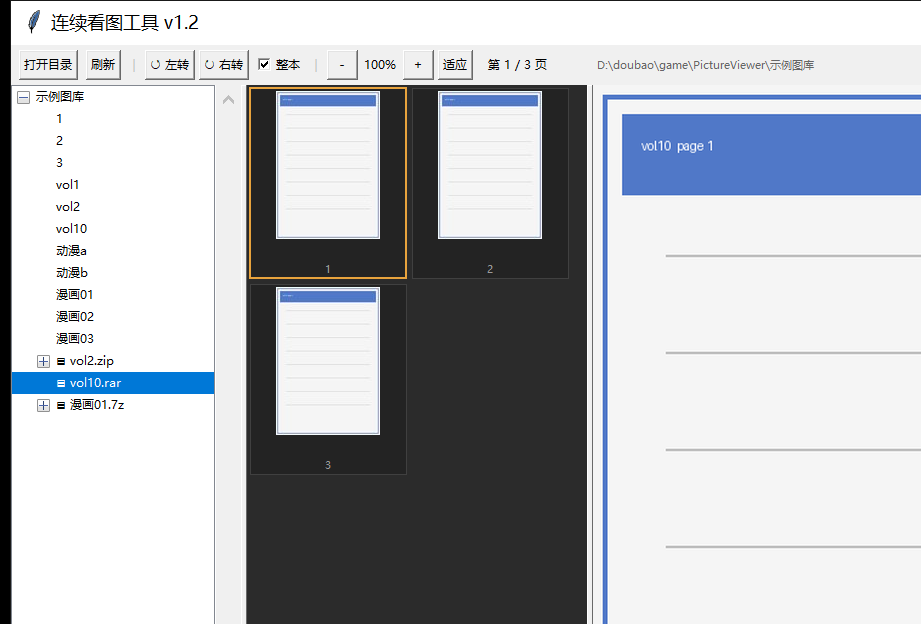 连续看图工具 v1.2
打开目录 刷新 左转 右转 整本 - 100% + 适应 第 1 / 3 页 D:\doubao\game\PictureViewer\示例图库
示例图库
1
2
3
vol1
vol2
vol10
动漫a
动漫b
漫画01
漫画02
漫画03
vol2.zip
vol10.rar
漫画01.7z
1
2
3
vol10 page 1